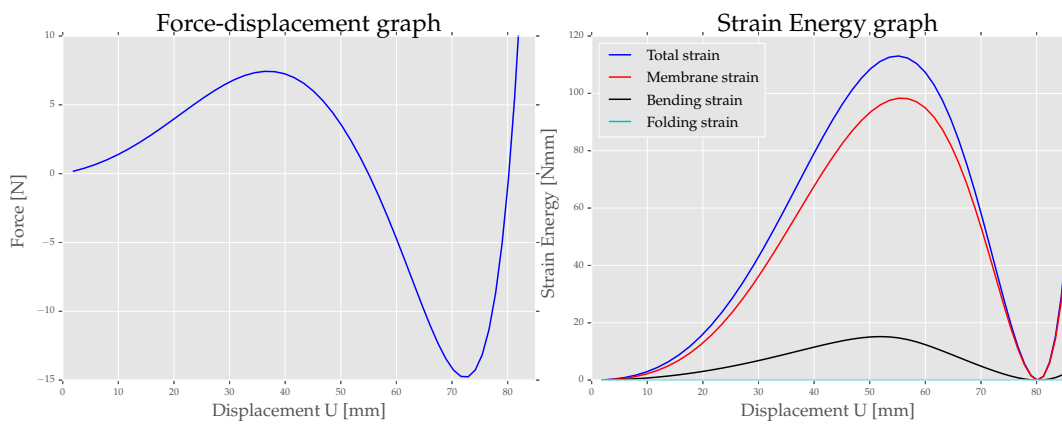 Force-displacement graph
10
5
0
−5
−10
−15
Force [N]
0 10 20 30 40 50 60 70 80
Displacement U [mm]
Strain Energy graph
Total strain
Membrane strain
Bending strain
Folding strain
120
100
80
60
40
20
0
Strain Energy [Nmm]
0 10 20 30 40 50 60 70 80
Displacement U [mm]